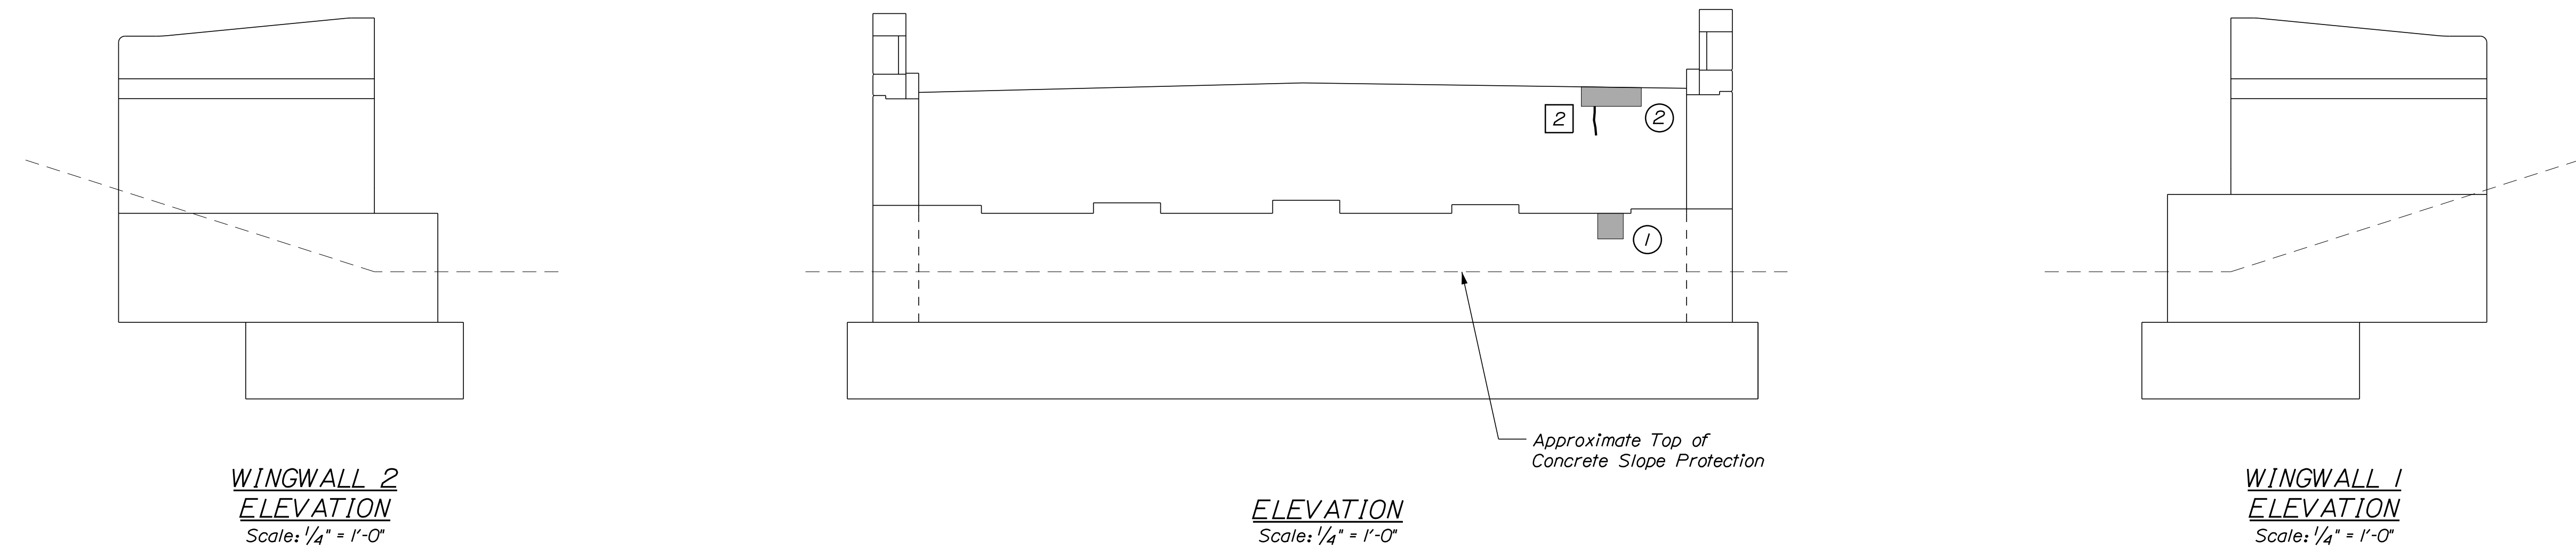 2
2
1
Approximate Top of
Concrete Slope Protection
WINGWALL 2
ELEVATION
Scale: 1/4" = 1'-0"
ELEVATION
Scale: 1/4" = 1'-0"
WINGWALL 1
ELEVATION
Scale: 1/4" = 1'-0"